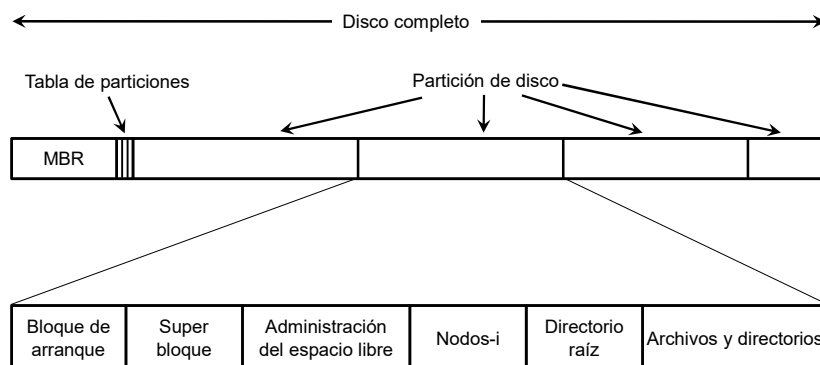 Disco completo
Tabla de particiones
Partición de disco
MBR
Bloque de
arranque
Super
bloque
Administración
del espacio libre
Nodos-i
Directorio
raíz
Archivos y directorios